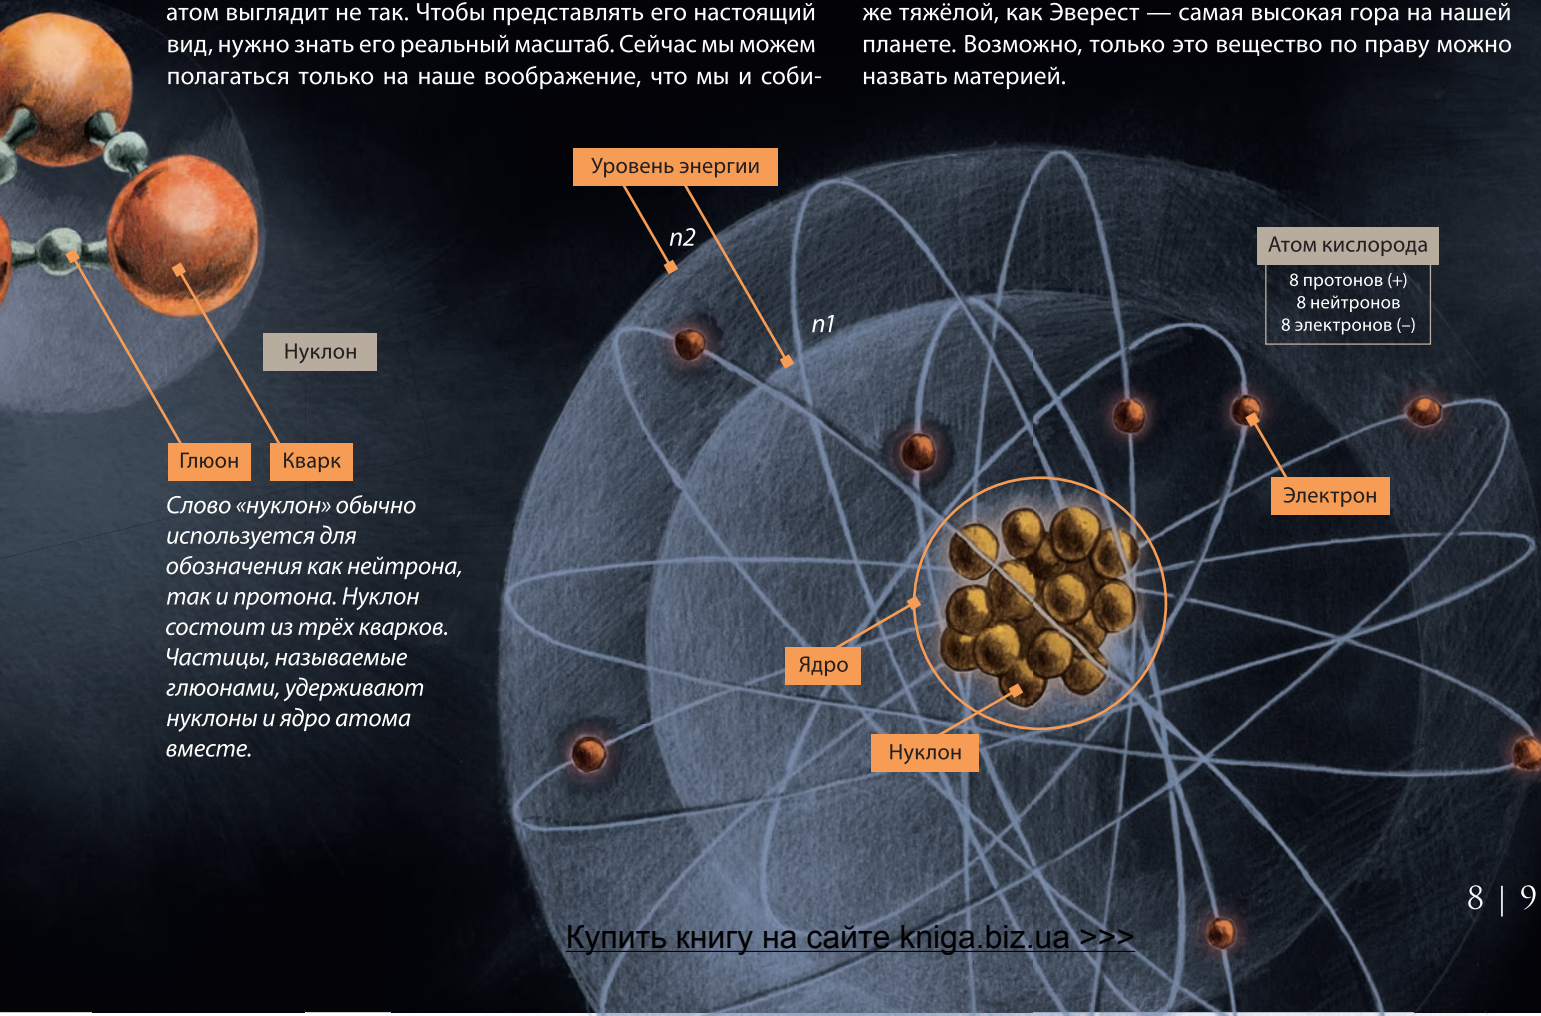 атом выглядит не так. Чтобы представлять его настоящий
вид, нужно знать его реальный масштаб. Сейчас мы можем
полагаться только на наше воображение, что мы и соби-
же тяжёлой, как Эверест — самая высокая гора на нашей
планете. Возможно, только это вещество по праву можно
назвать материей.
Уровень энергии
n2
n1
Атом кислорода
8 протонов (+)
8 нейтронов
8 электронов (–)
Нуклон
Глюон
Кварк
Слово «нуклон» обычно
используется для
обозначения как нейтрона,
так и протона. Нуклон
состоит из трёх кварков.
Частицы, называемые
глюонами, удерживают
нуклоны и ядро атома
вместе.
Электрон
Ядро
Нуклон
8 | 9
Купить книгу на сайте kniga.biz.ua >>>